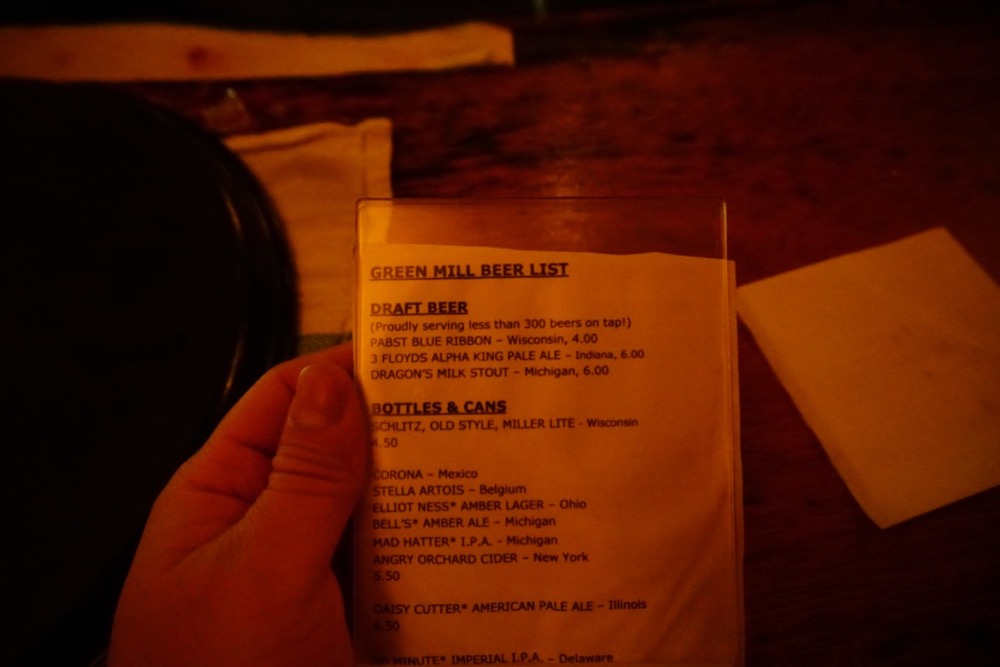 GREEN MILL BEER LIST
DRAFT BEER
(Proudly serving less than 300 beers on tap!)
PABST BLUE RIBBON – Wisconsin, 4.00
3 FLOYDS ALPHA KING PALE ALE – Indiana, 6.00
DRAGON'S MILK STOUT – Michigan, 6.00
BOTTLES & CANS
SCHLITZ, OLD STYLE, MILLER LITE - Wisconsin
4.50
CORONA – Mexico
STELLA ARTOIS – Belgium
ELLIOT NESS* AMBER LAGER – Ohio
BELL'S* AMBER ALE – Michigan
MAD HATTER* I.P.A. - Michigan
ANGRY ORCHARD CIDER – New York
5.50
DAISY CUTTER* AMERICAN PALE ALE – Illinois
6.50
MINUTE* IMPERIAL I.P.A. – Delaware